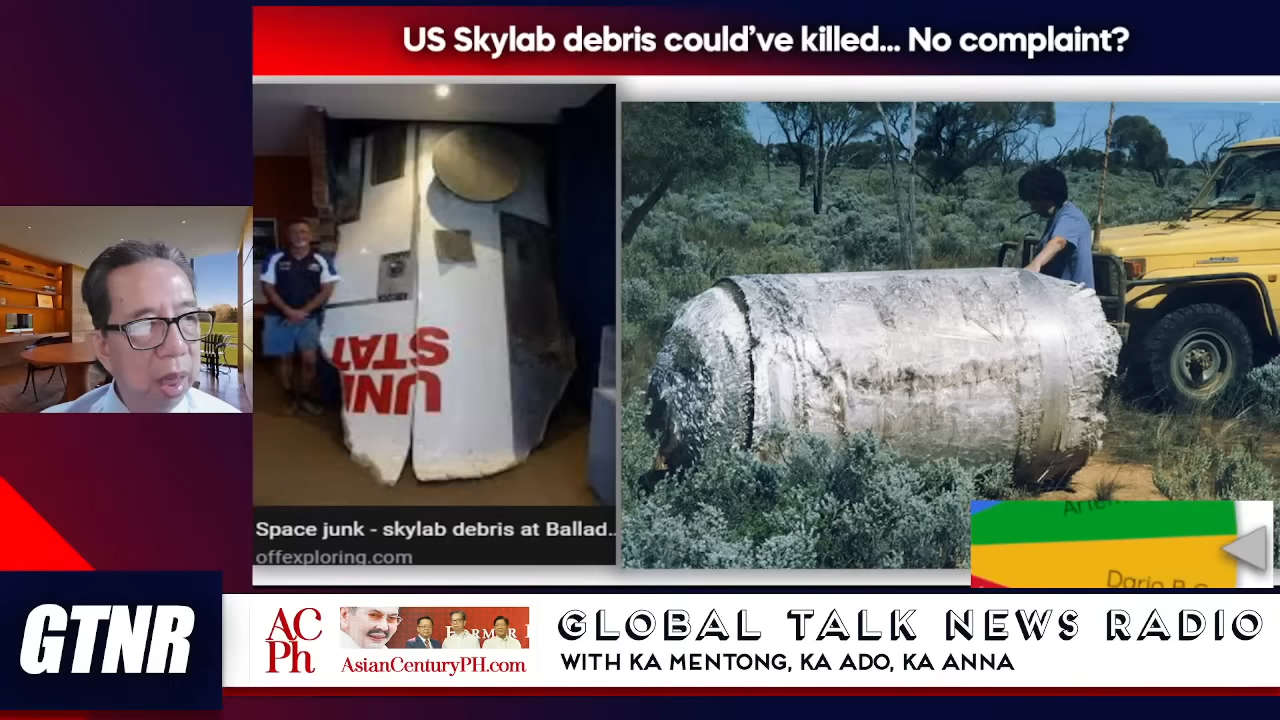 US Skylab debris could've killed... No complaint?
UNI
STAT
Space junk - skylab debris at Ballad..
offexploring.com
GTNR
AC
Ph
AsianCenturyPH.com
GLOBAL TALK NEWS RADIO
WITH KA MENTONG, KA ADO, KA ANNA